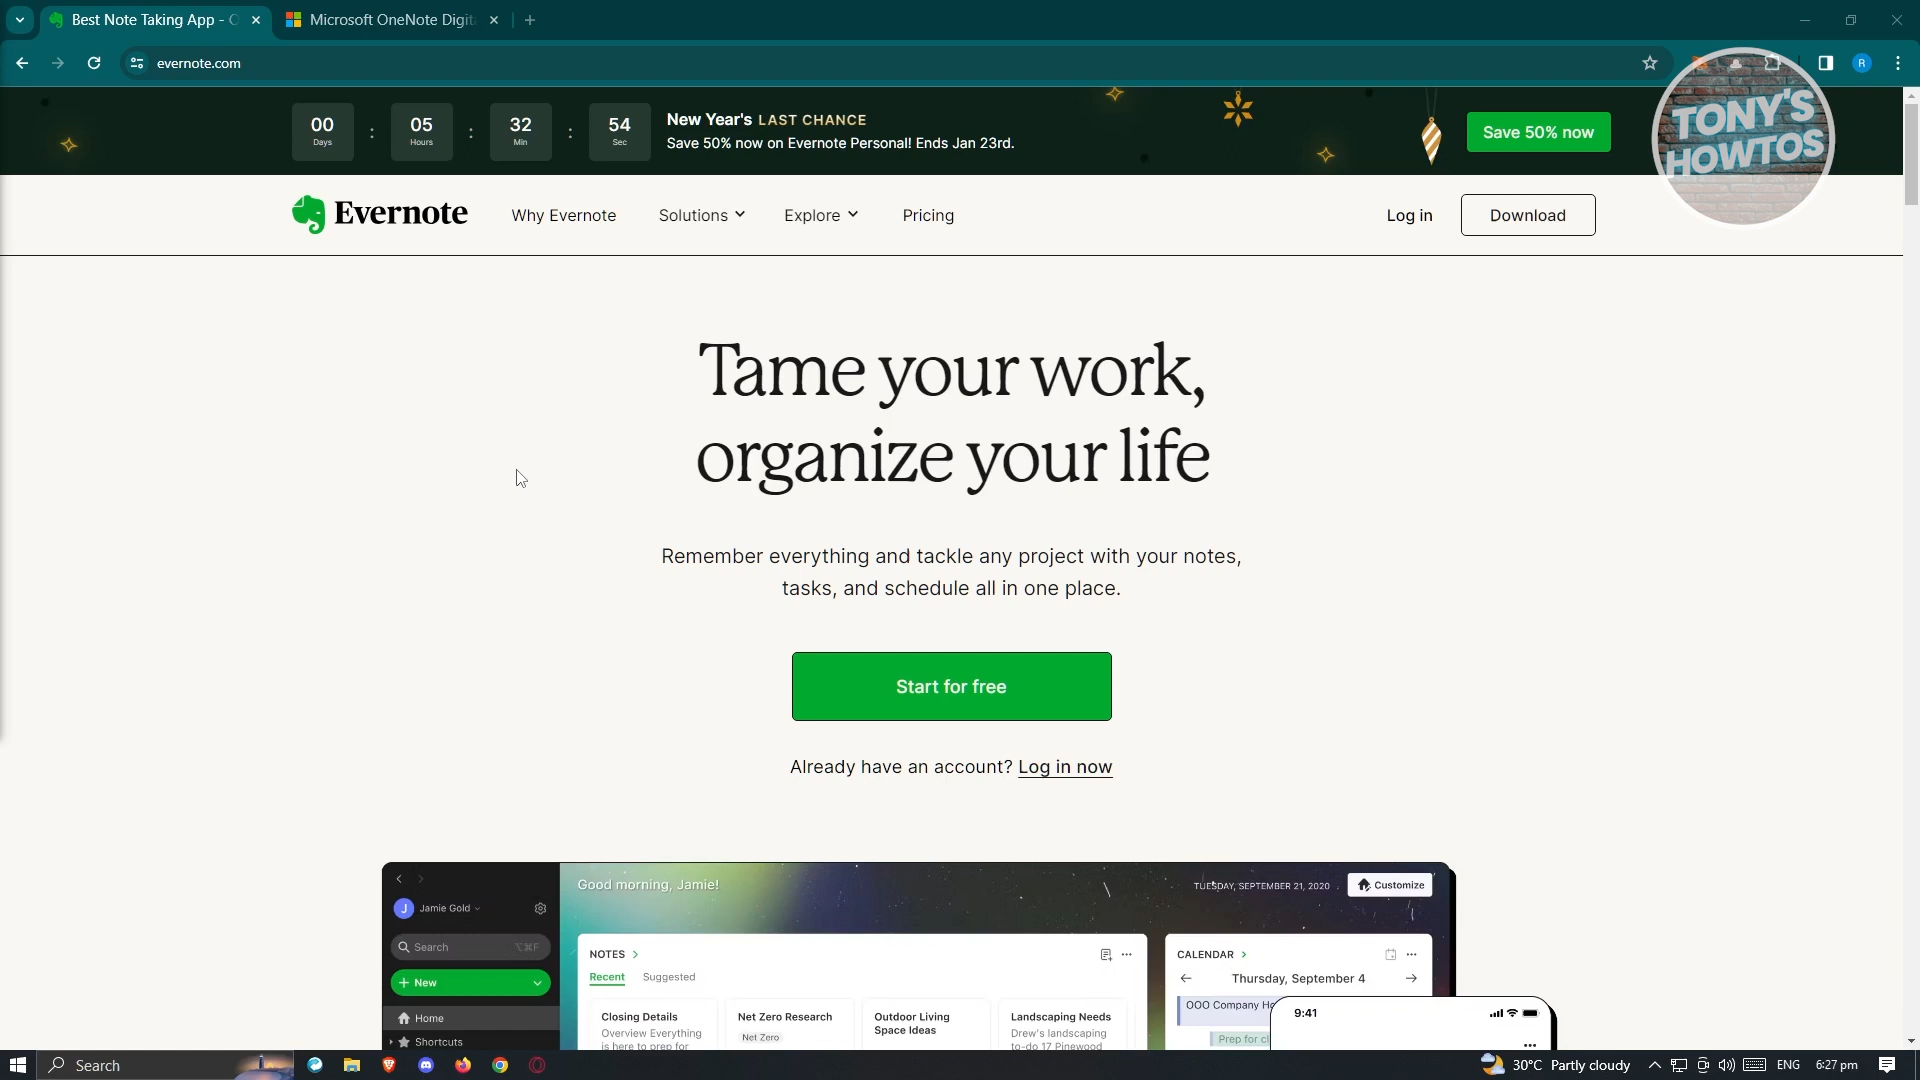 Best Note Taking App - O
Microsoft OneNote Digit
evernote.com
R
TONY'S
HOWTOS
00 : 05 : 32 : 54
Days Hours Min Sec
New Year's LAST CHANCE
Save 50% now on Evernote Personal! Ends Jan 23rd.
Save 50% now
Evernote
Why Evernote
Solutions
Explore
Pricing
Log in
Download
Tame your work,
organize your life
Remember everything and tackle any project with your notes,
tasks, and schedule all in one place.
Start for free
Already have an account? Log in now
Good morning, Jamie!
TUESDAY, SEPTEMBER 21, 2020
Customize
J Jamie Gold
Search ⌥⌘F
+ New
Home
Shortcuts
NOTES
Recent Suggested
Closing Details
Overview Everything
is here to prep for
Net Zero Research
Net Zero
Outdoor Living
Space Ideas
Landscaping Needs
Drew's landscaping
to-do 17 Pinewood
CALENDAR
Thursday, September 4
OOO Company Ho
Prep for cl
9:41
Search
30°C Partly cloudy
ENG
6:27 pm